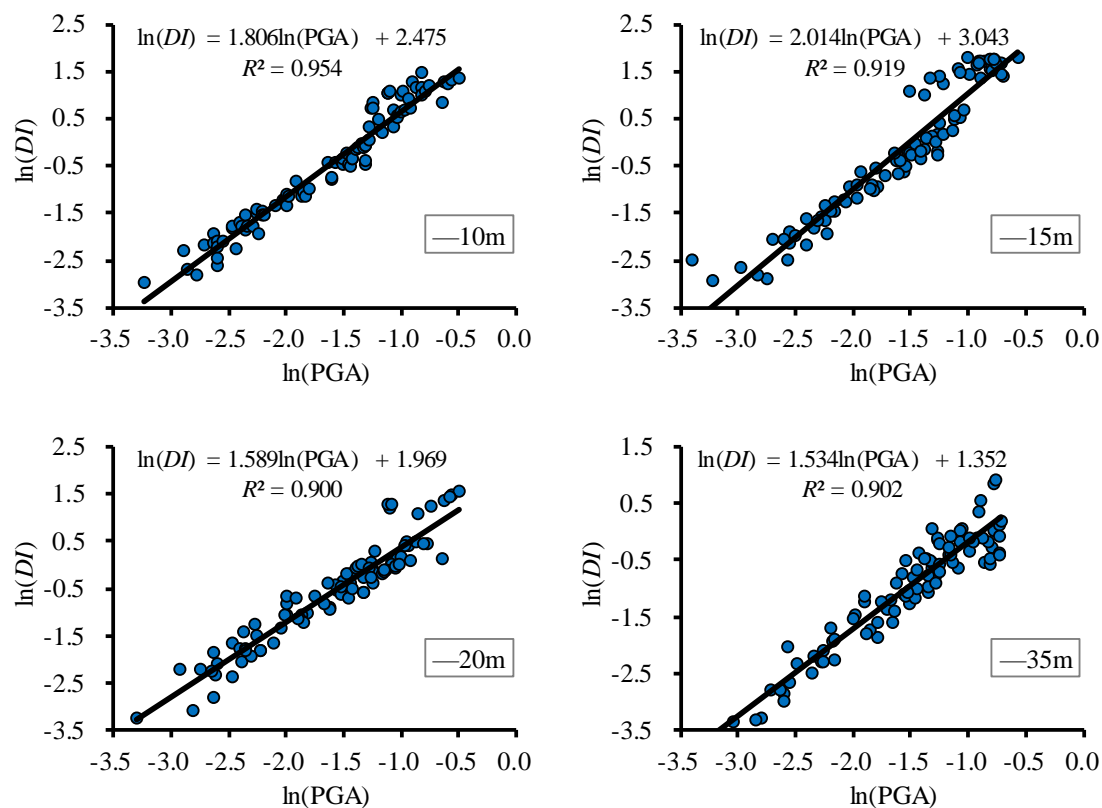 ln(DI) = 1.806ln(PGA) + 2.475
R² = 0.954
2.5
1.5
0.5
-0.5
-1.5
-2.5
-3.5
ln(DI)
—10m
-3.5 -3.0 -2.5 -2.0 -1.5 -1.0 -0.5 0.0
ln(PGA)
ln(DI) = 2.014ln(PGA) + 3.043
R² = 0.919
2.5
1.5
0.5
-0.5
-1.5
-2.5
-3.5
ln(DI)
—15m
-3.5 -3.0 -2.5 -2.0 -1.5 -1.0 -0.5 0.0
ln(PGA)
ln(DI) = 1.589ln(PGA) + 1.969
R² = 0.900
2.5
1.5
0.5
-0.5
-1.5
-2.5
-3.5
ln(DI)
—20m
-3.5 -3.0 -2.5 -2.0 -1.5 -1.0 -0.5 0.0
ln(PGA)
ln(DI) = 1.534ln(PGA) + 1.352
R² = 0.902
1.5
0.5
-0.5
-1.5
-2.5
-3.5
ln(DI)
—35m
-3.5 -3.0 -2.5 -2.0 -1.5 -1.0 -0.5 0.0
ln(PGA)